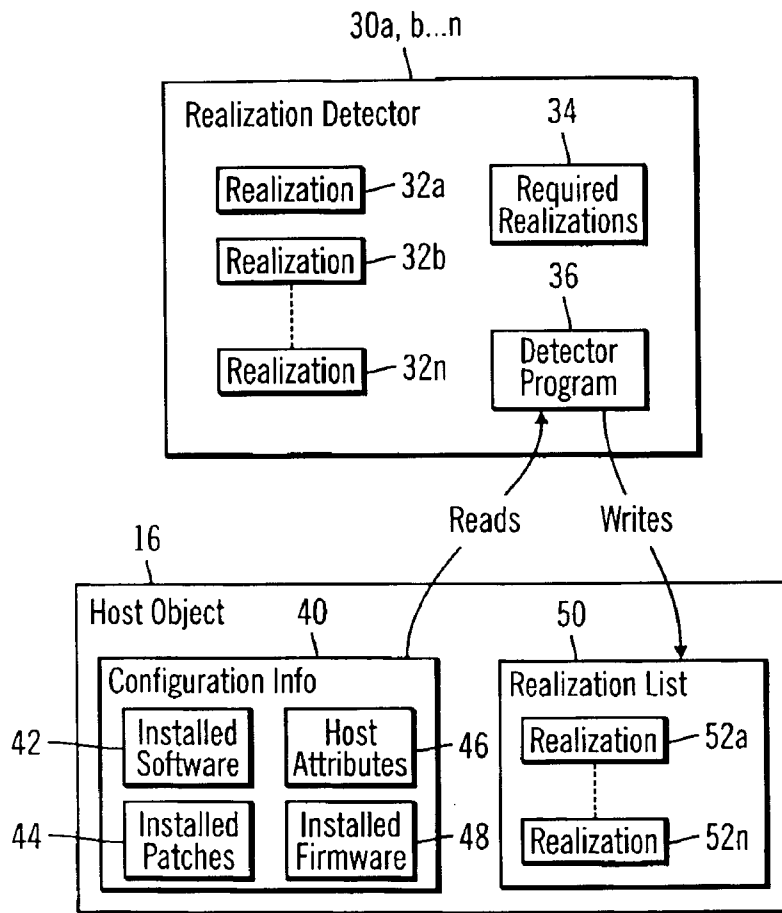 30a, b...n
Realization Detector
34
Realization
32a
Required
Realizations
Realization
32b
36
Realization
32n
Detector
Program
Reads
Writes
16
Host Object
40
50
Configuration Info
Realization List
42
Installed
Software
Host
Attributes
46
Realization
52a
44
Installed
Patches
Installed
Firmware
48
Realization
52n